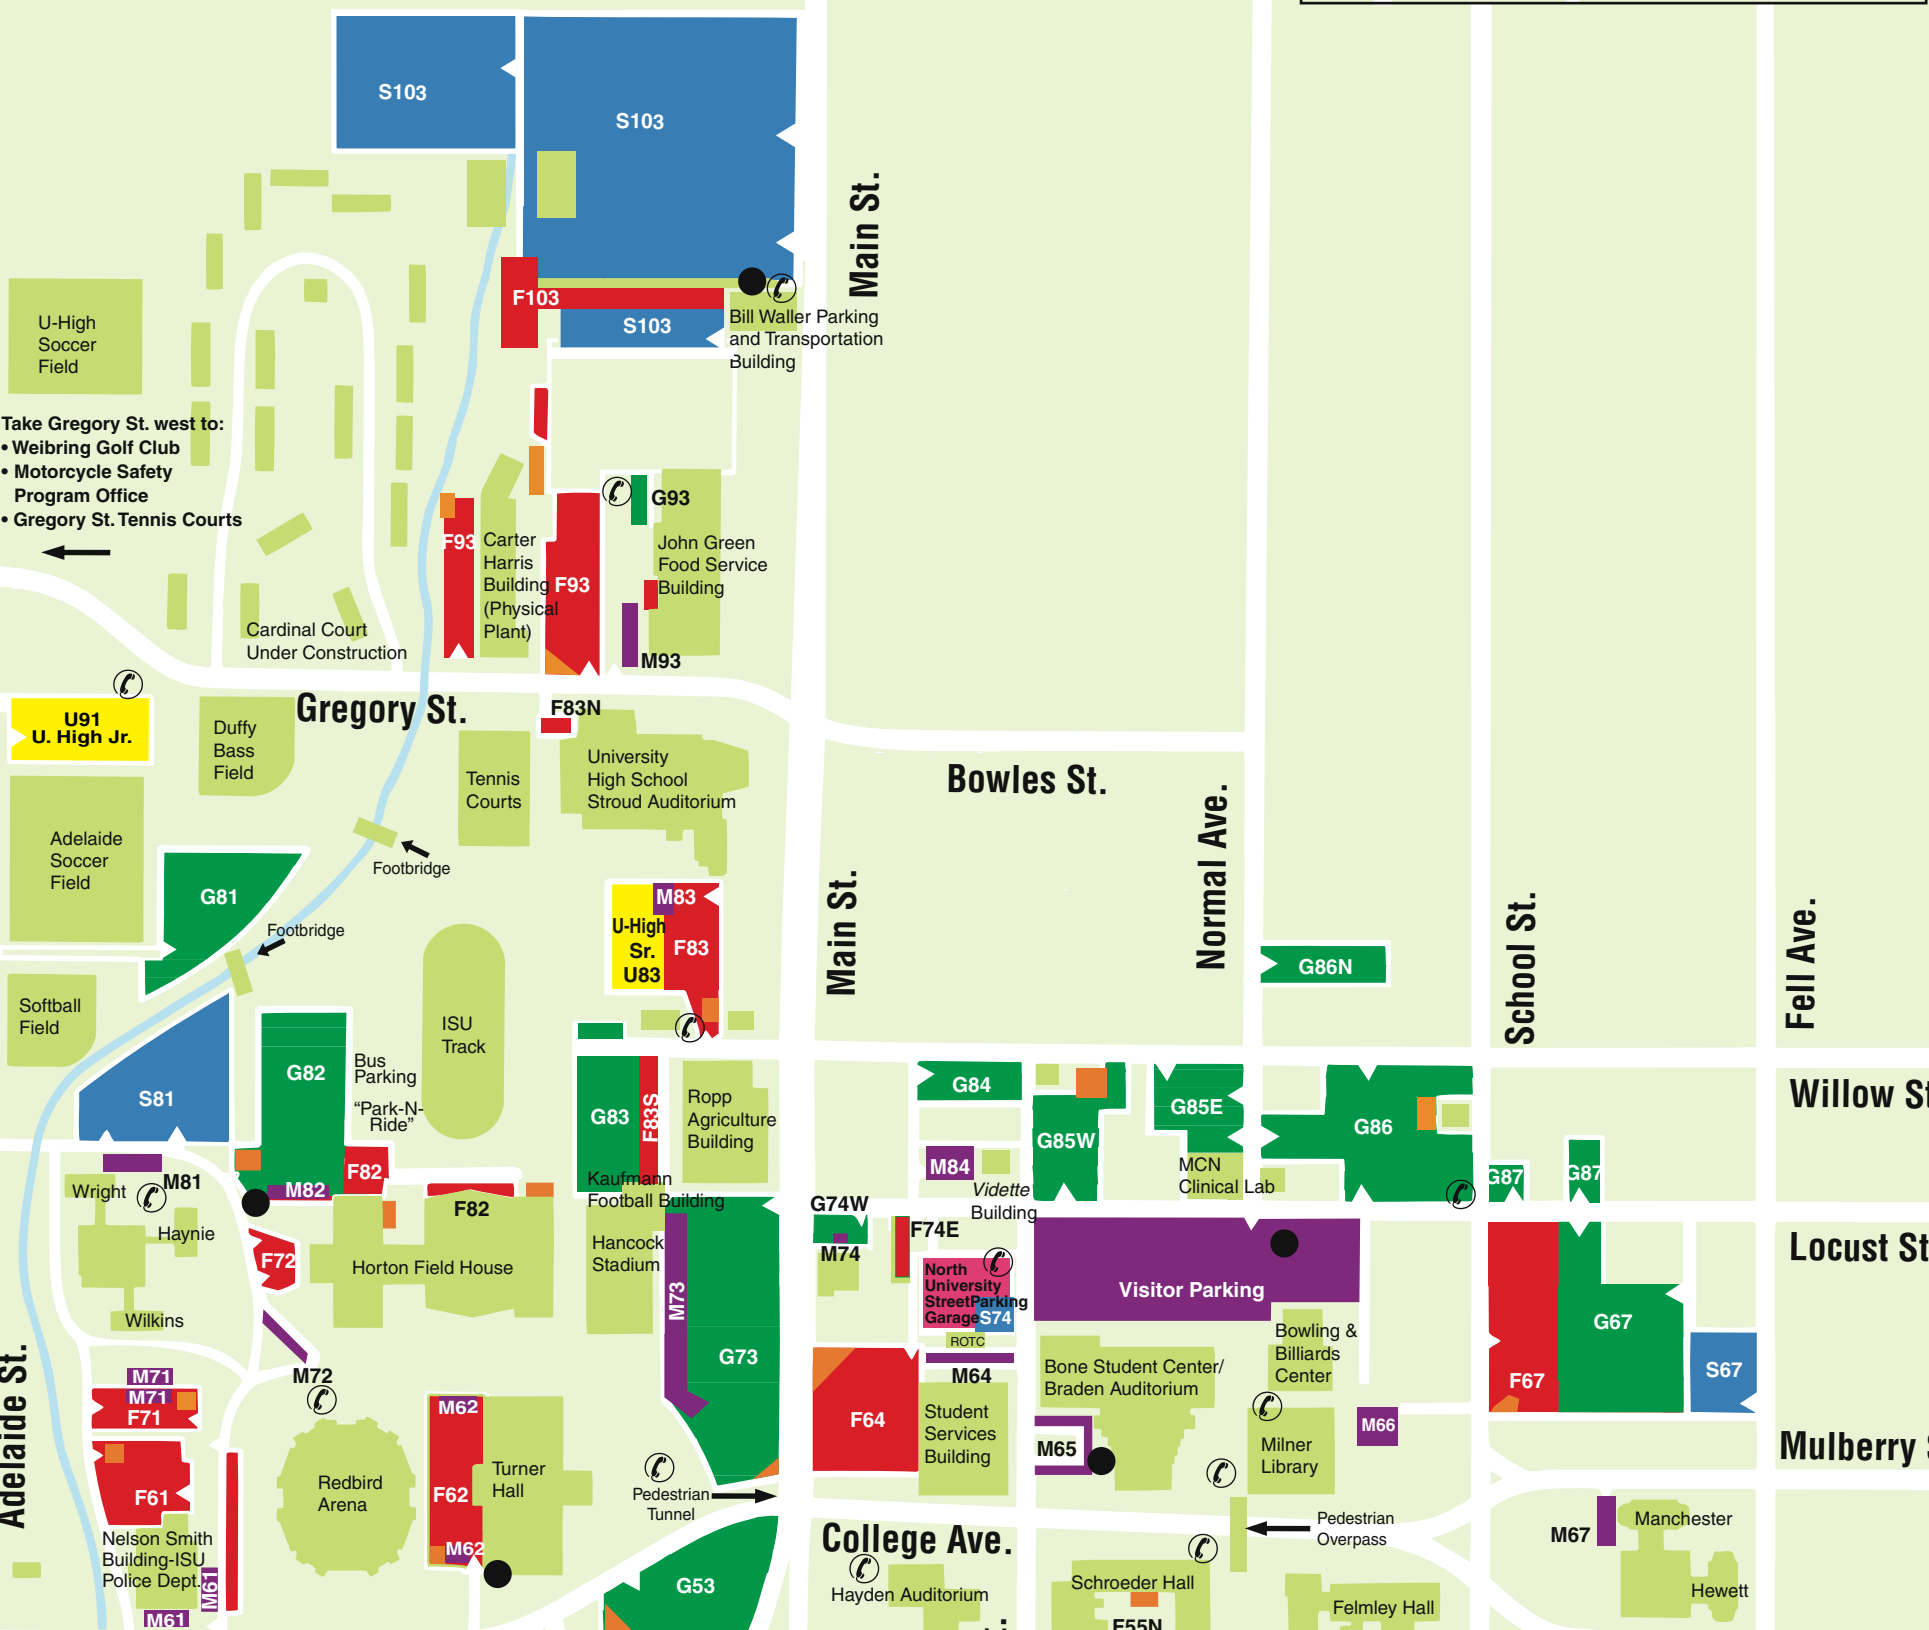 S103
S103
Main St.
F103
S103
Bill Waller Parking
and Transportation
Building
U-High
Soccer
Field
Take Gregory St. west to:
• Weibring Golf Club
• Motorcycle Safety
Program Office
• Gregory St. Tennis Courts
G93
F93
Carter
Harris
Building
(Physical
Plant)
F93
John Green
Food Service
Building
Cardinal Court
Under Construction
M93
U91
U. High Jr.
Duffy
Bass
Field
Gregory St.
F83N
University
High School
Stroud Auditorium
Tennis
Courts
Bowles St.
Normal Ave.
Adelaide
Soccer
Field
Footbridge
G81
Footbridge
M83
U-High
Sr.
U83
F83
Main St.
G86N
School St.
Fell Ave.
Softball
Field
ISU
Track
S81
G82
Bus
Parking
“Park-N-
Ride”
G83
F83S
Ropp
Agriculture
Building
G84
G85W
G85E
G86
Willow St
M84
MCN
Clinical Lab
G87
G87
Vidette
Building
Wright
M81
Haynie
Wilkins
M82
F82
F82
F72
Horton Field House
Kaufmann
Football Building
Hancock
Stadium
M73
G73
G74W
M74
F74E
North
University
StreetParking
Garage
S74
ROTC
M64
Visitor Parking
Bowling &
Billiards
Center
G67
F67
S67
Locust St
Adelaide St.
M71
M71
F71
M72
F61
Nelson Smith
Building-ISU
Police Dept.
M61
M61
Redbird
Arena
M62
F62
M62
Turner
Hall
Pedestrian
Tunnel
F64
Student
Services
Building
Bone Student Center/
Braden Auditorium
M65
Milner
Library
M66
Mulberry
College Ave.
Pedestrian
Overpass
M67
Manchester
Hewett
G53
Hayden Auditorium
Schroeder Hall
F55N
Felmley Hall